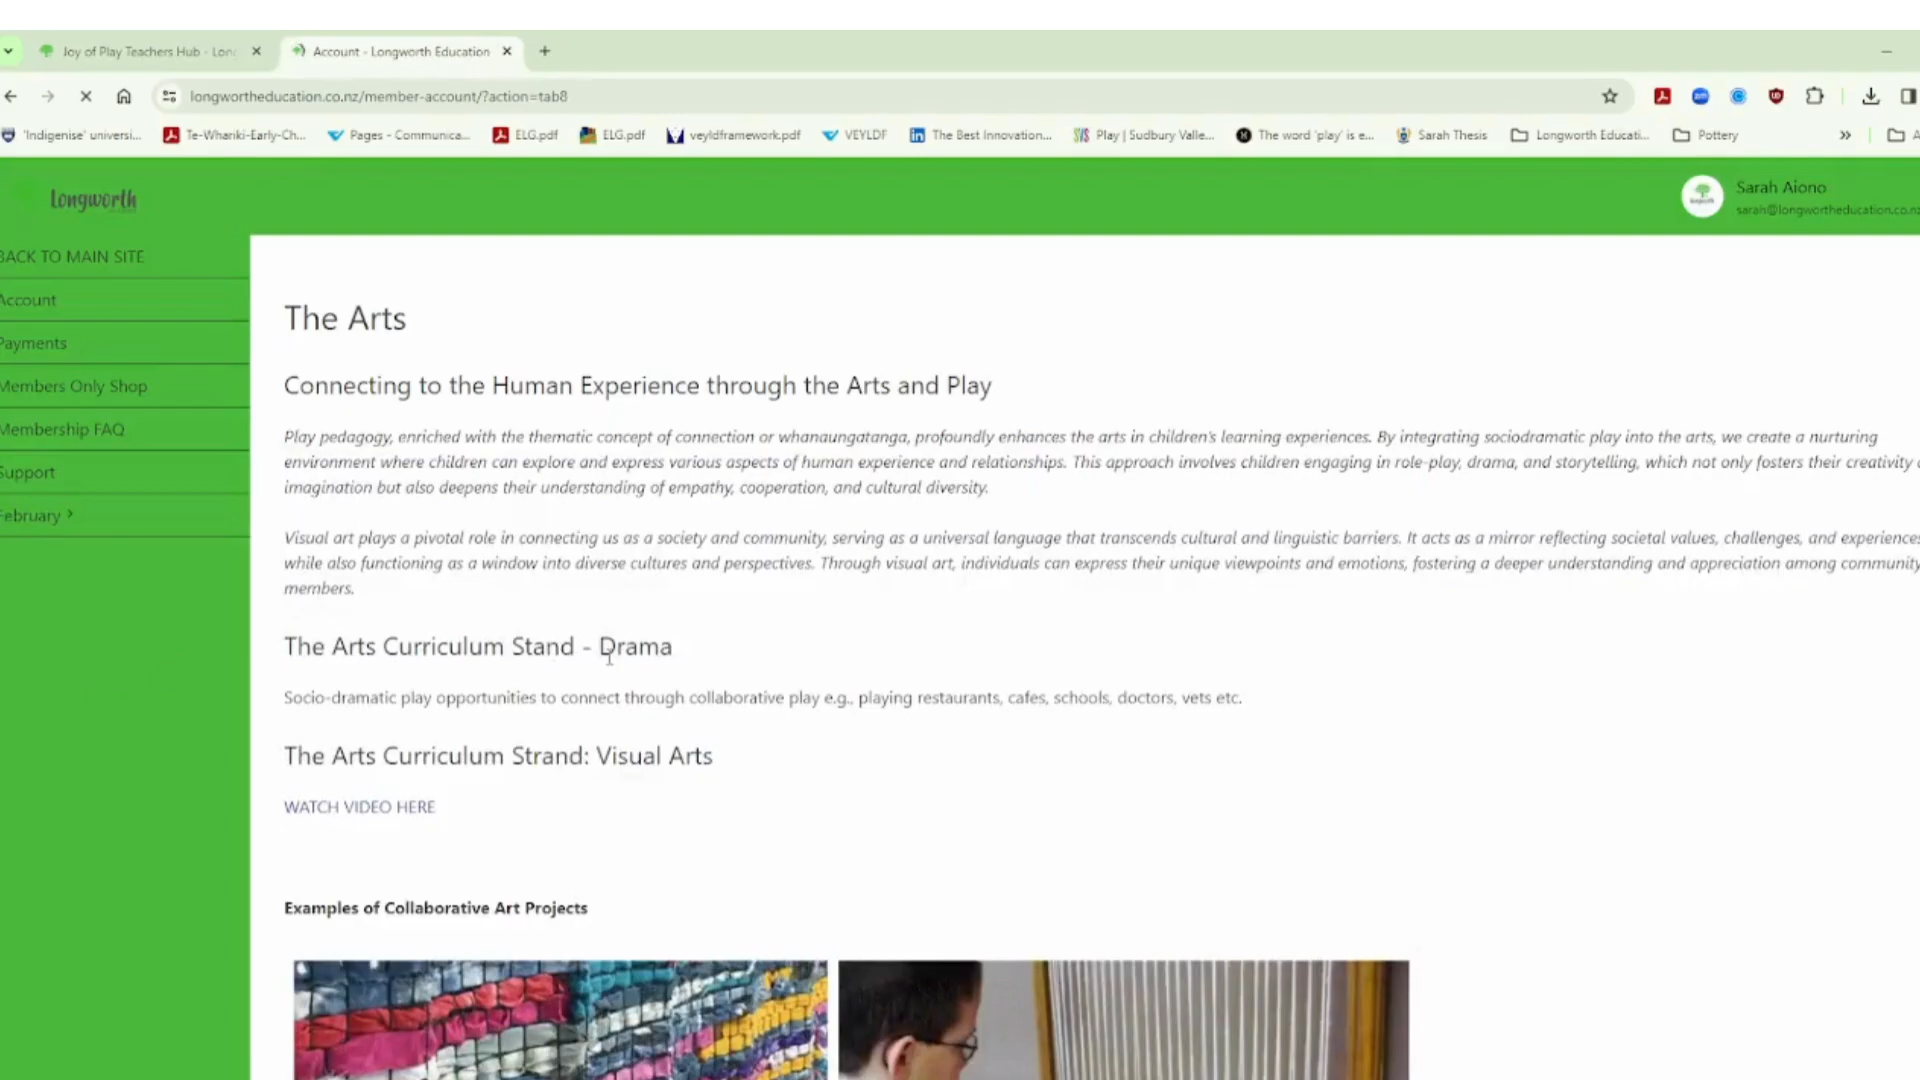 Joy of Play Teachers Hub - Lon
Account - Longworth Education
longwortheducation.co.nz/member-account/?action=tab8
'Indigenise' universi...
Te-Whariki-Early-Ch...
Pages - Communica...
ELG.pdf
ELG.pdf
veyldframework.pdf
VEYLDF
The Best Innovation...
Play | Sudbury Valle...
The word 'play' is e...
Sarah Thesis
Longworth Educati...
Pottery
Longworth
Sarah Aiono
sarah@longwortheducation.co.nz
BACK TO MAIN SITE
Account
Payments
Members Only Shop
Membership FAQ
Support
February
The Arts
Connecting to the Human Experience through the Arts and Play
Play pedagogy, enriched with the thematic concept of connection or whanaungatanga, profoundly enhances the arts in children's learning experiences. By integrating sociodramatic play into the arts, we create a nurturing
environment where children can explore and express various aspects of human experience and relationships. This approach involves children engaging in role-play, drama, and storytelling, which not only fosters their creativity
imagination but also deepens their understanding of empathy, cooperation, and cultural diversity.
Visual art plays a pivotal role in connecting us as a society and community, serving as a universal language that transcends cultural and linguistic barriers. It acts as a mirror reflecting societal values, challenges, and experiences
while also functioning as a window into diverse cultures and perspectives. Through visual art, individuals can express their unique viewpoints and emotions, fostering a deeper understanding and appreciation among community
members.
The Arts Curriculum Stand - Drama
Socio-dramatic play opportunities to connect through collaborative play e.g., playing restaurants, cafes, schools, doctors, vets etc.
The Arts Curriculum Strand: Visual Arts
WATCH VIDEO HERE
Examples of Collaborative Art Projects